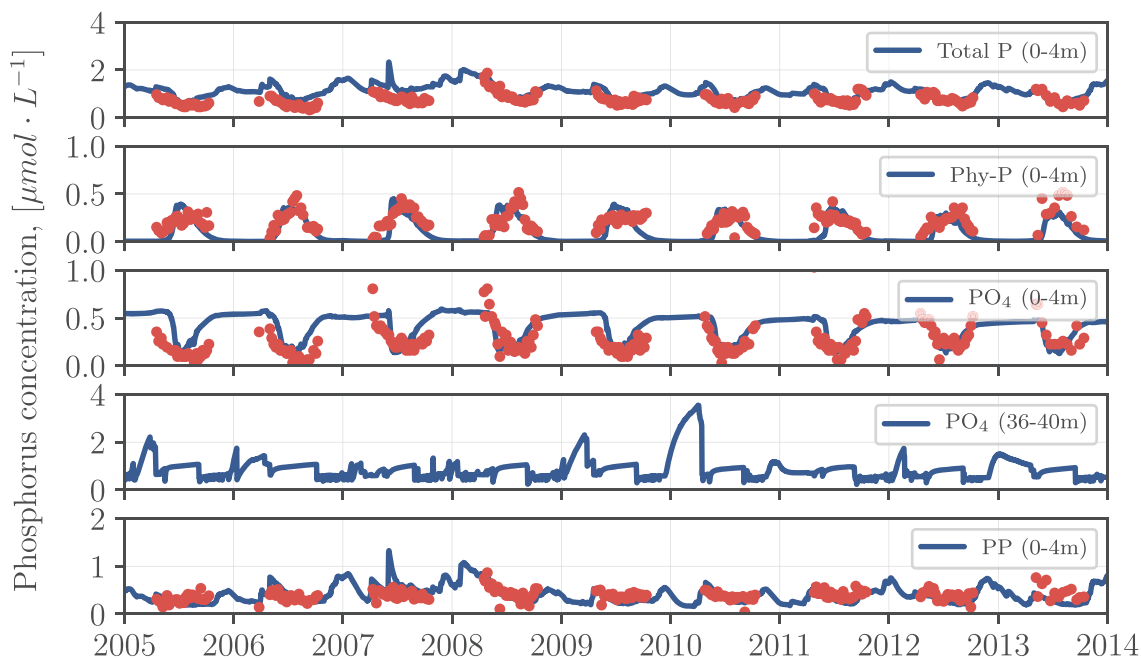 Phosphorus concentration, [μmol · L⁻¹]
4
2
0
Total P (0-4m)
1.0
0.5
0.0
Phy-P (0-4m)
1.0
0.5
0.0
PO₄ (0-4m)
4
2
0
PO₄ (36-40m)
2
1
0
PP (0-4m)
2005 2006 2007 2008 2009 2010 2011 2012 2013 2014